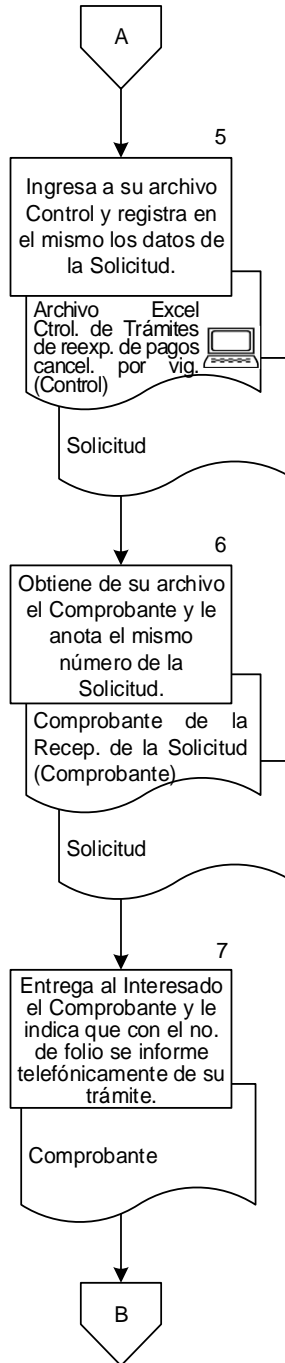 A
5
Ingresa a su archivo
Control y registra en
el mismo los datos de
la Solicitud.
Archivo Excel
Ctrol. de Trámites
de reexp. de pagos
cancel. por vig.
(Control)
Solicitud
6
Obtiene de su archivo
el Comprobante y le
anota el mismo
número de la
Solicitud.
Comprobante de la
Recep. de la Solicitud
(Comprobante)
Solicitud
7
Entrega al Interesado
el Comprobante y le
indica que con el no.
de folio se informe
telefónicamente de su
trámite.
Comprobante
B